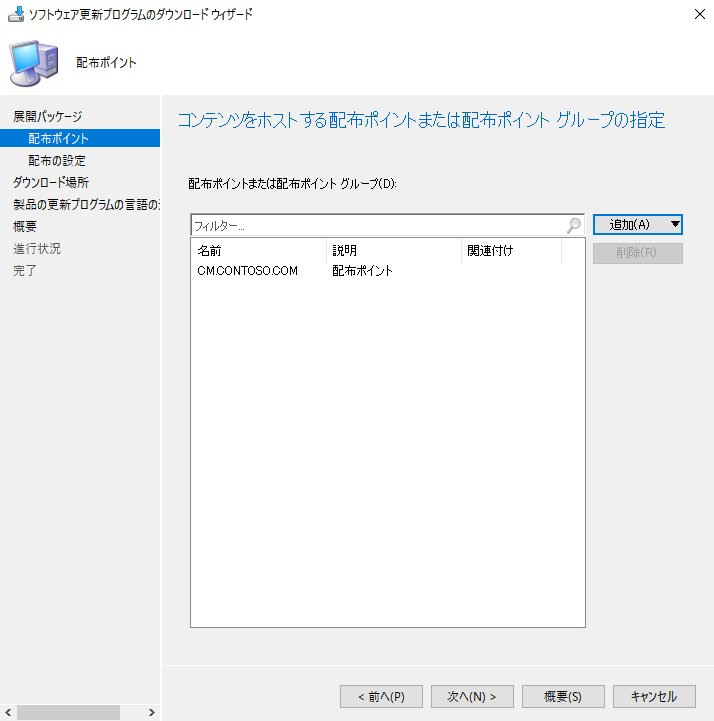 ソフトウェア更新プログラムのダウンロード ウィザード
配布ポイント
展開パッケージ
配布ポイント
配布の設定
ダウンロード場所
製品の更新プログラムの言語の
概要
進行状況
完了
コンテンツをホストする配布ポイントまたは配布ポイント グループの指定
配布ポイントまたは配布ポイント グループ(D):
フィルター...
追加(A)
削除(R)
名前 説明 関連付け
CM.CONTOSO.COM 配布ポイント
< 前へ(P) 次へ(N) > 概要(S) キャンセル